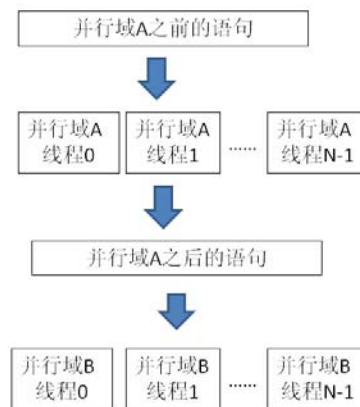 并行域A之前的语句
并行域A 并行域A 并行域A
线程0 线程1 …… 线程N-1
并行域A之后的语句
并行域B 并行域B 并行域B
线程0 线程1 …… 线程N-1